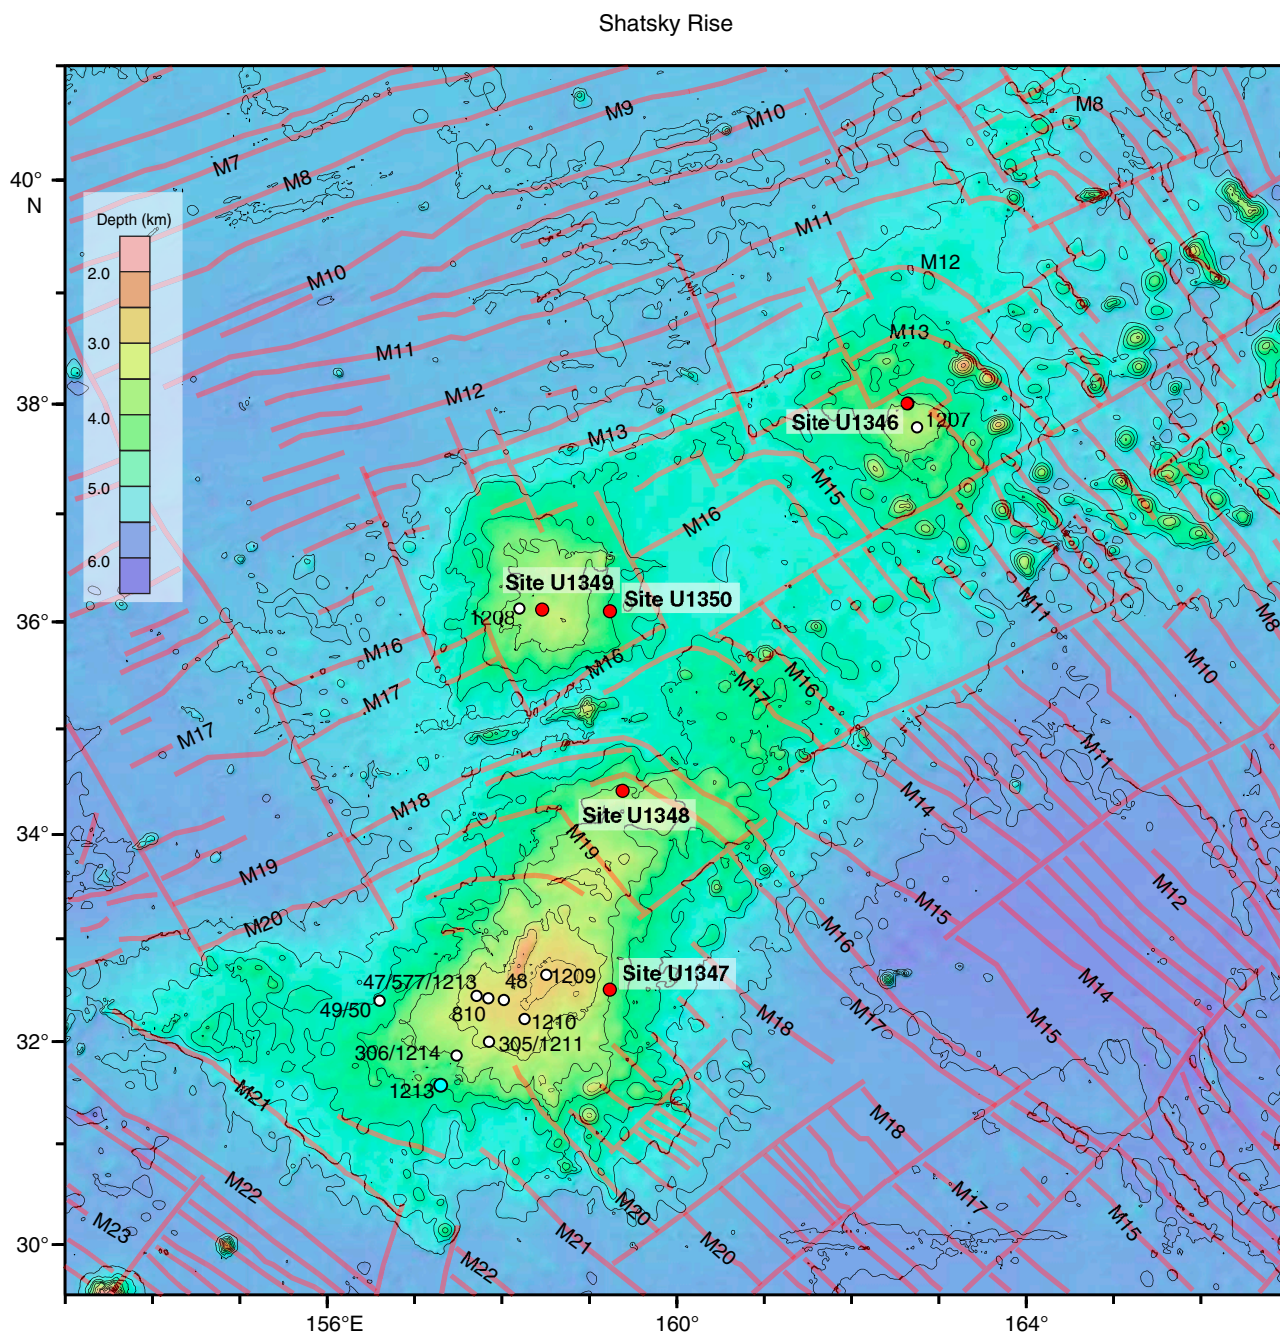 Shatsky Rise
M9
M8
M10
M7
M8
40°
N
M11
Depth (km)
M12
2.0
M10
M13
3.0
M11
M12
38°
4.0
Site U1346
1207
M13
5.0
M15
M16
6.0
Site U1349
Site U1350
M11
1208
M8
36°
M16
M16
M10
M17
M16
M17
M17
M11
M18
M14
Site U1348
34°
M19
M19
M12
M15
M20
M16
47/577/1213
48
1209
Site U1347
M14
49/50
810
1210
M18
M17
M15
32°
305/1211
306/1214
1213
M21
M18
M22
M17
M20
M15
M23
M21
M20
30°
M22
156°E
160°
164°